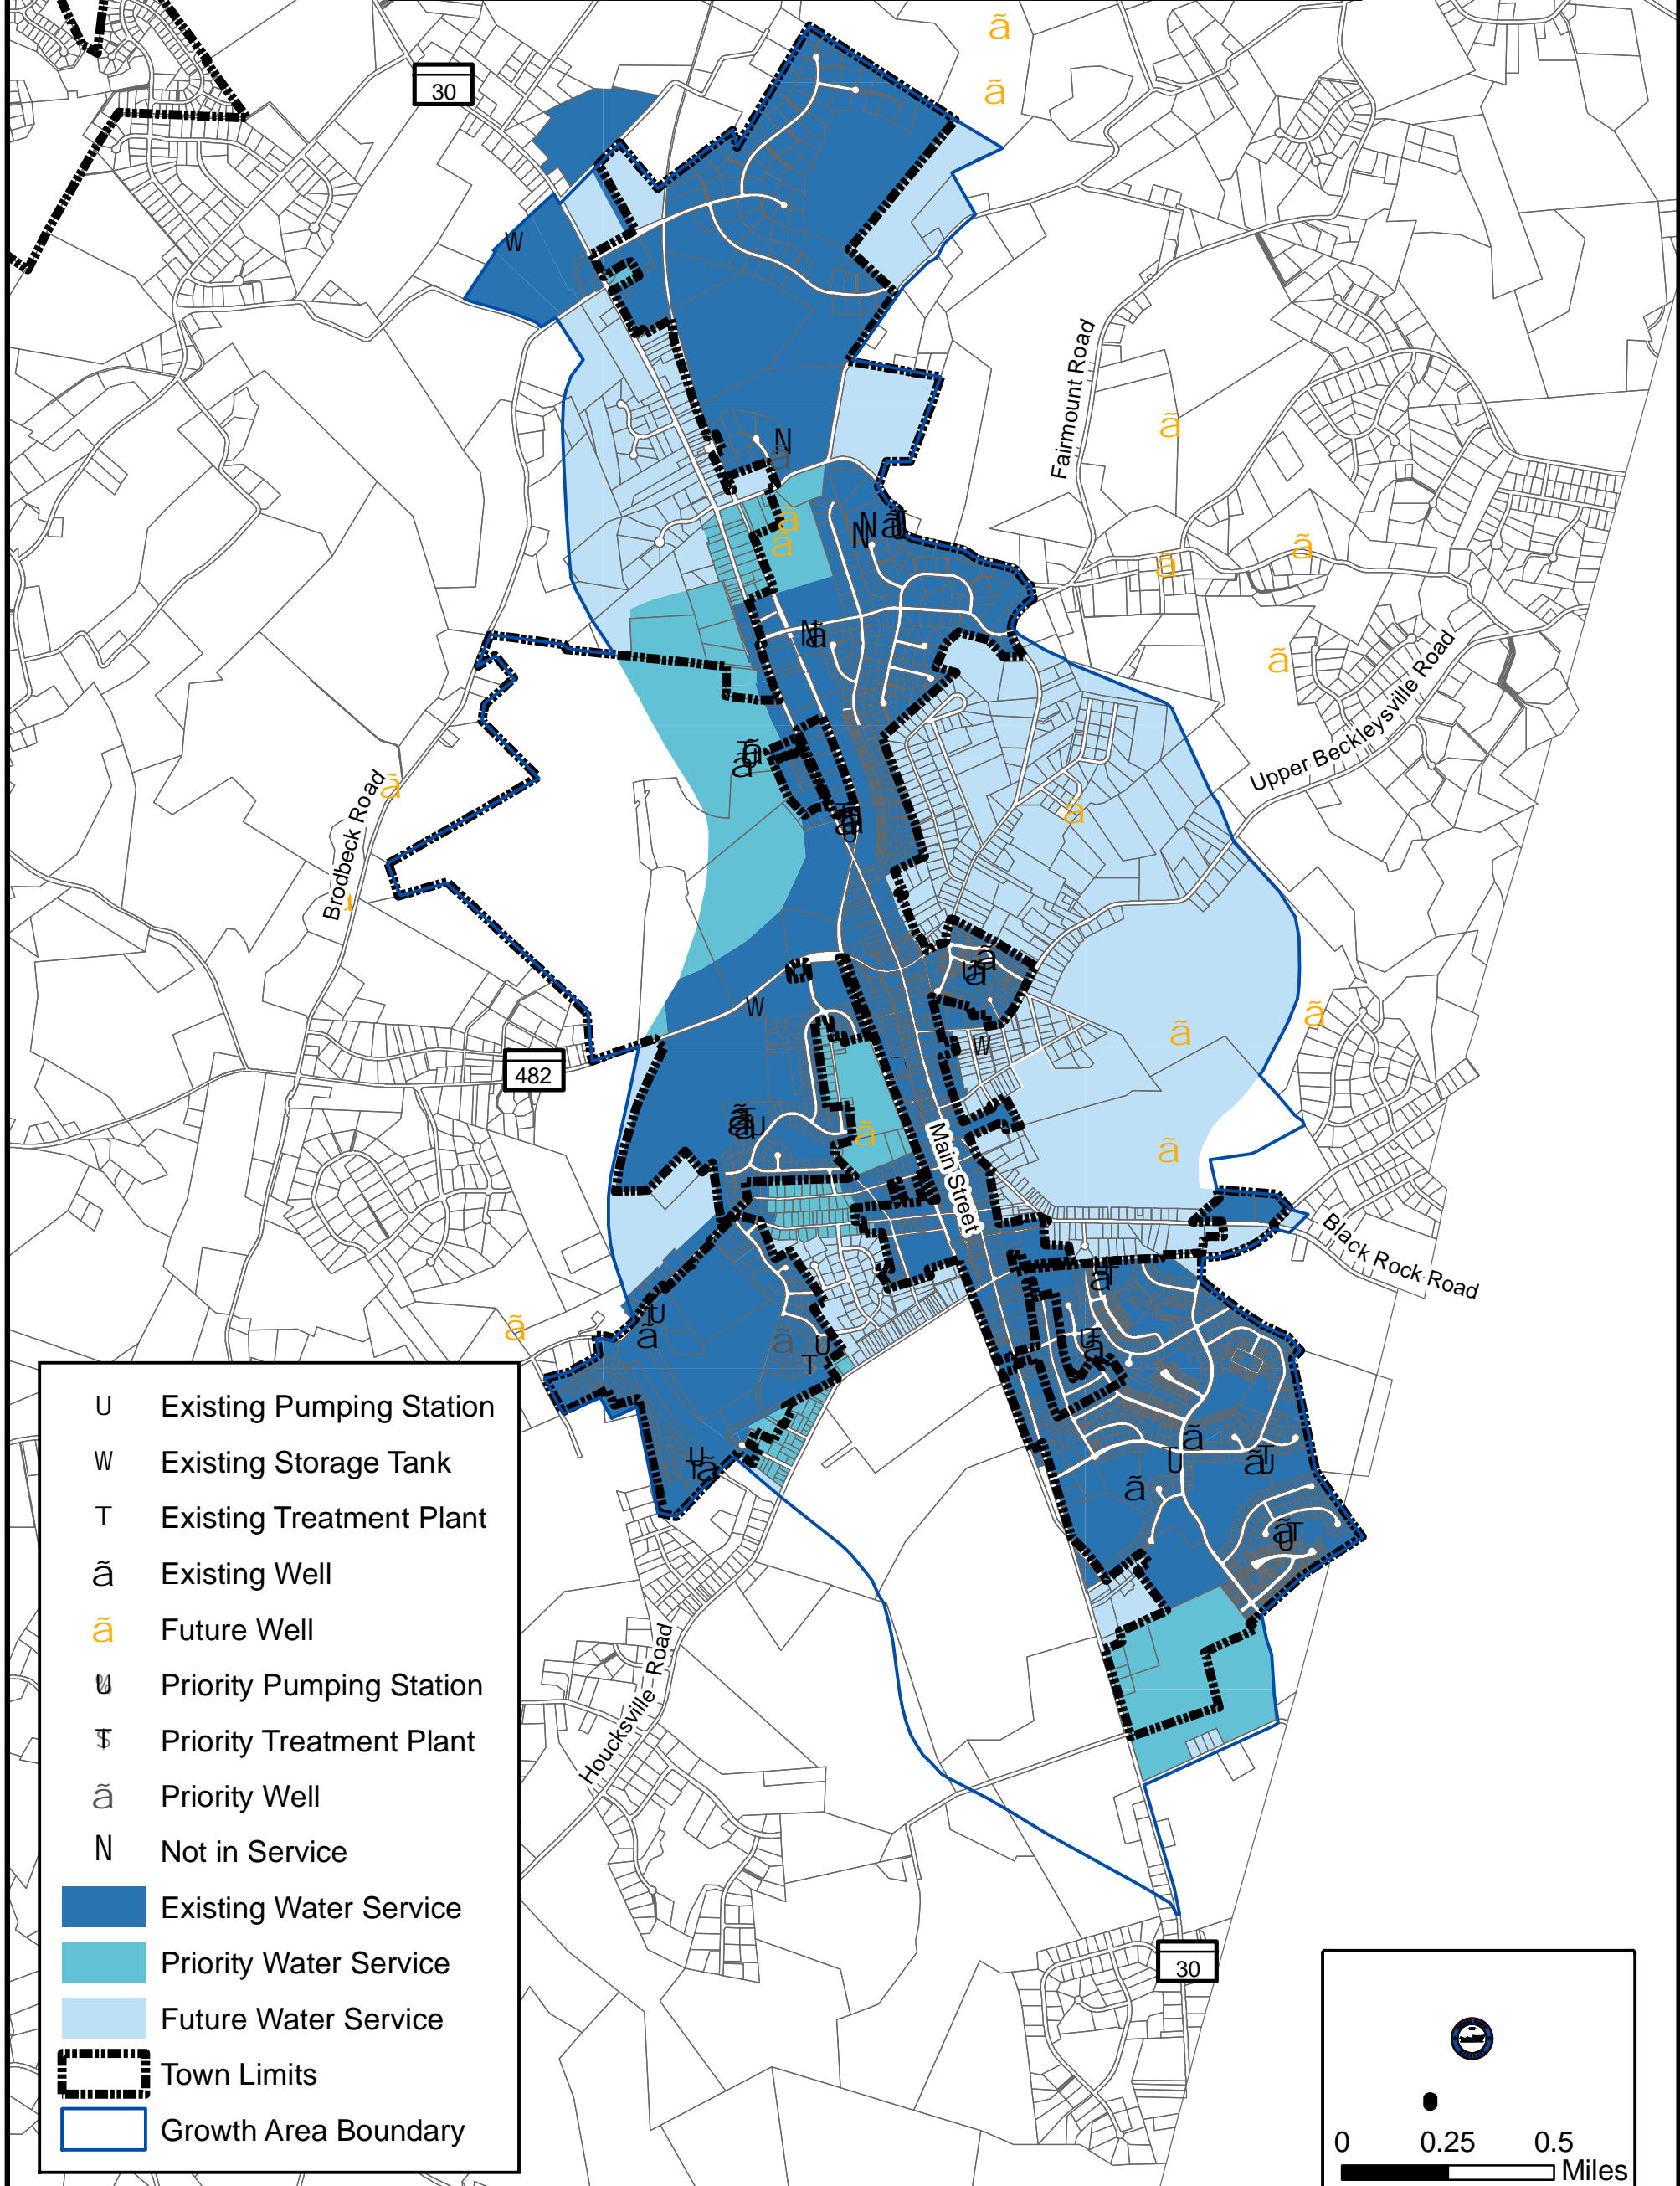 30
Fairmount Road
Upper Beckleysville Road
Brodbeck Road
482
Main Street
Black Rock Road
Houcksville Road
30
U Existing Pumping Station
W Existing Storage Tank
T Existing Treatment Plant
ã Existing Well
ã Future Well
Priority Pumping Station
Priority Treatment Plant
ã Priority Well
N Not in Service
Existing Water Service
Priority Water Service
Future Water Service
Town Limits
Growth Area Boundary
0 0.25 0.5
Miles